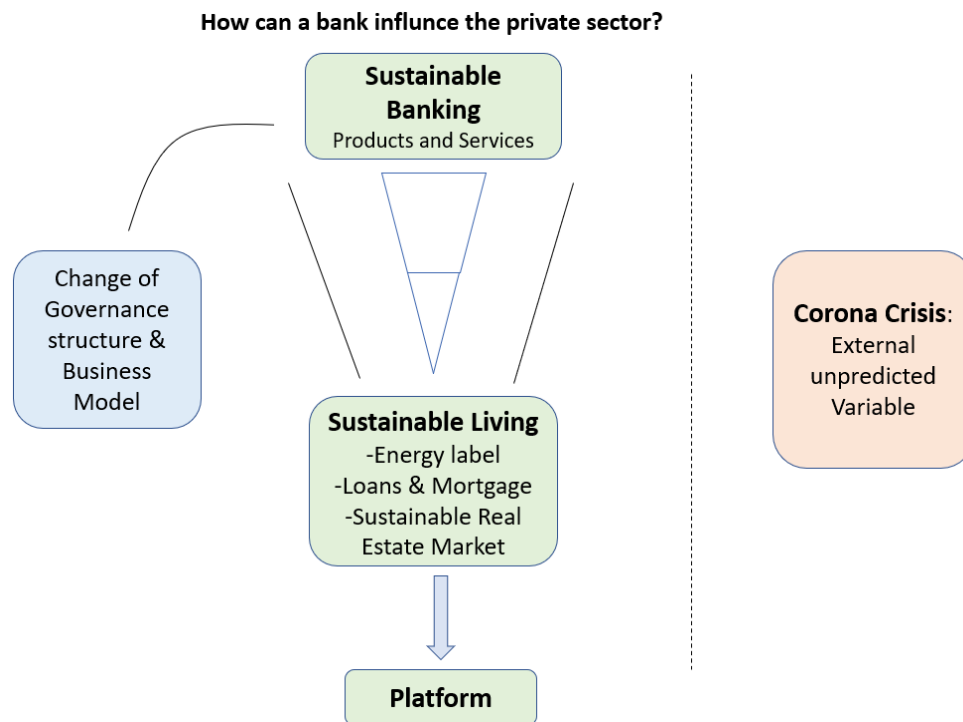 How can a bank influnce the private sector?
Sustainable
Banking
Products and Services
Change of
Governance
structure &
Business
Model
Corona Crisis:
External
unpredicted
Variable
Sustainable Living
-Energy label
-Loans & Mortgage
-Sustainable Real
Estate Market
Platform